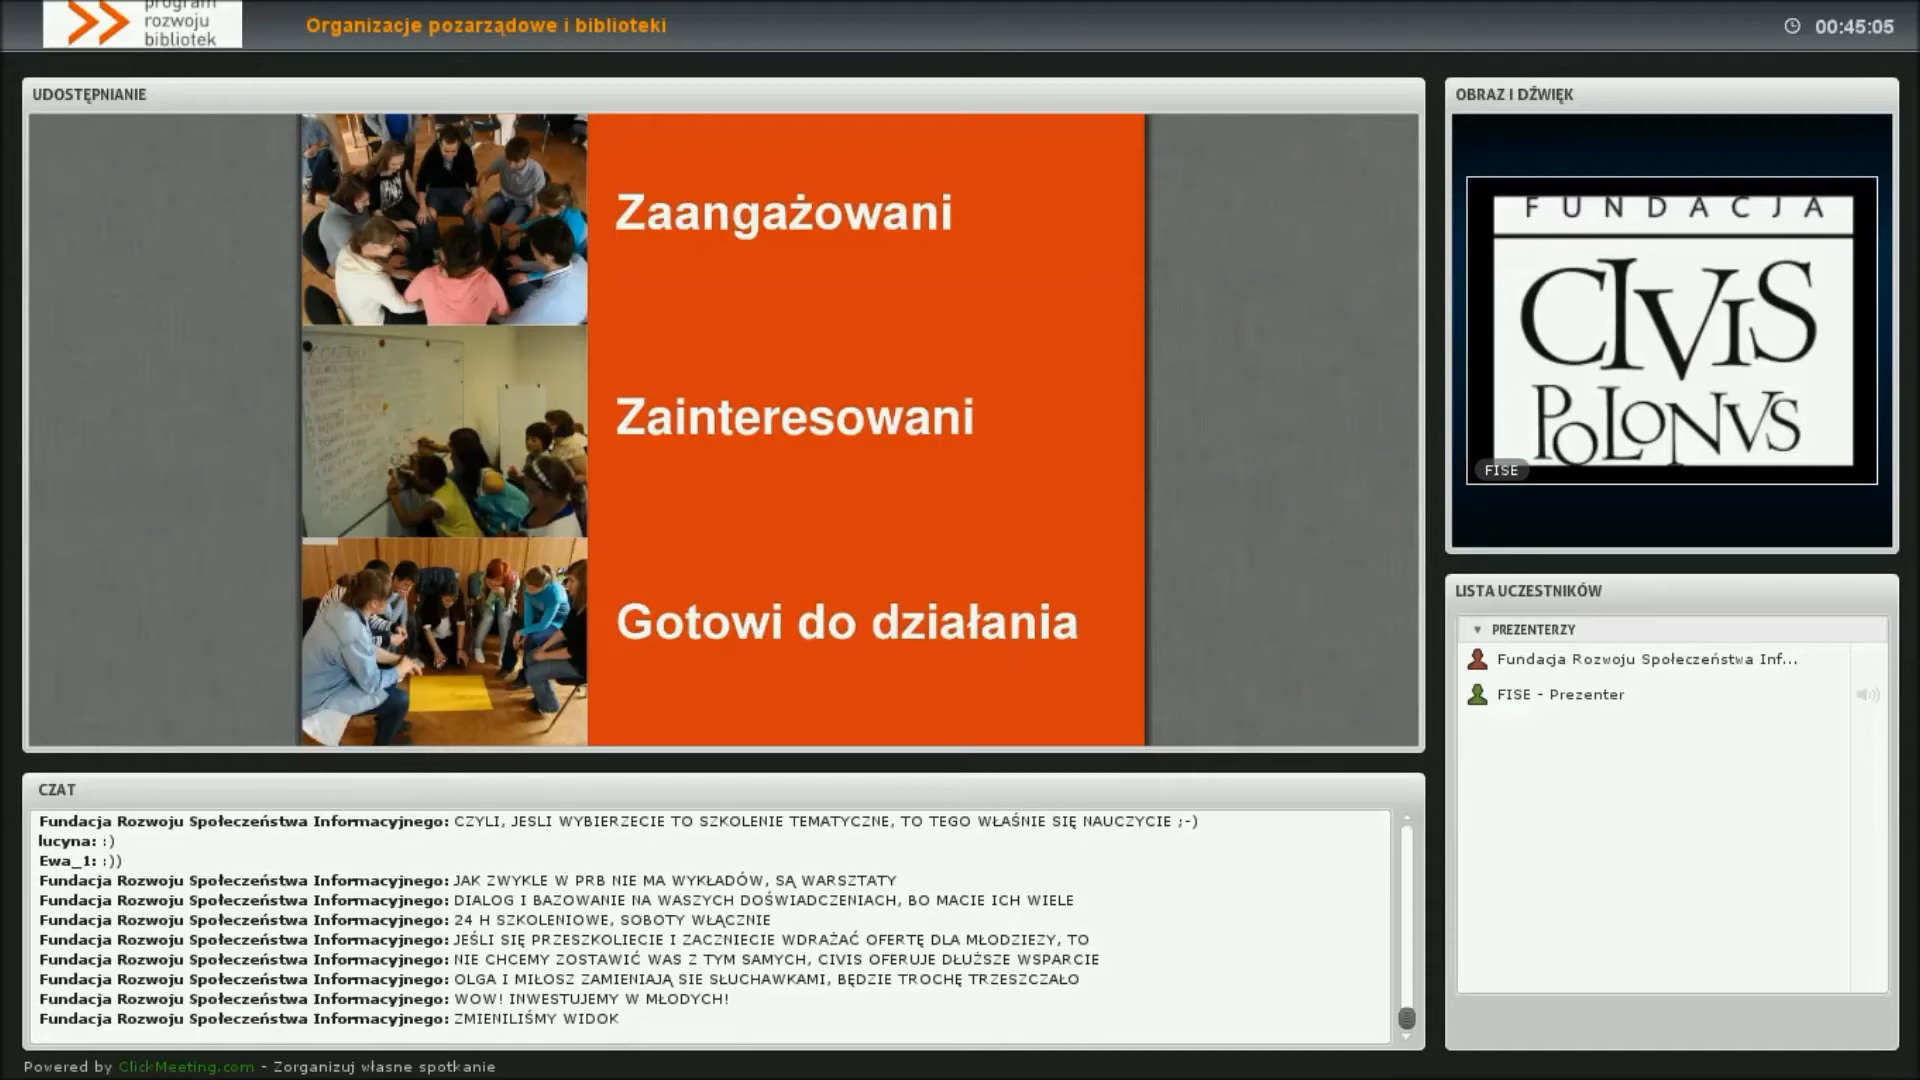 program
rozwoju
bibliotek
Organizacje pozarządowe i biblioteki
00:45:05
UDOSTĘPNIANIE
Zaangażowani
Zainteresowani
Gotowi do działania
OBRAZ I DŹWIĘK
FUNDACJA
CIVIS
POLONVS
FISE
LISTA UCZESTNIKÓW
PREZENTERZY
Fundacja Rozwoju Społeczeństwa Inf...
FISE - Prezenter
CZAT
Fundacja Rozwoju Społeczeństwa Informacyjnego: CZYLI, JESLI WYBIERZECIE TO SZKOLENIE TEMATYCZNE, TO TEGO WŁAŚNIE SIĘ NAUCZYCIE ;-)
lucyna: :)
Ewa_1: :))
Fundacja Rozwoju Społeczeństwa Informacyjnego: JAK ZWYKLE W PRB NIE MA WYKŁADÓW, SĄ WARSZTATY
Fundacja Rozwoju Społeczeństwa Informacyjnego: DIALOG I BAZOWANIE NA WASZYCH DOŚWIADCZENIACH, BO MACIE ICH WIELE
Fundacja Rozwoju Społeczeństwa Informacyjnego: 24 H SZKOLENIOWE, SOBOTY WŁĄCZNIE
Fundacja Rozwoju Społeczeństwa Informacyjnego: JEŚLI SIĘ PRZESZKOLIECIE I ZACZNIECIE WDRAŻAĆ OFERTĘ DLA MŁODZIEZY, TO
Fundacja Rozwoju Społeczeństwa Informacyjnego: NIE CHCEMY ZOSTAWIĆ WAS Z TYM SAMYCH, CIVIS OFERUJE DŁUŻSZE WSPARCIE
Fundacja Rozwoju Społeczeństwa Informacyjnego: OLGA I MIŁOSZ ZAMIENIAJĄ SIE SŁUCHAWKAMI, BĘDZIE TROCHĘ TRZESZCZAŁO
Fundacja Rozwoju Społeczeństwa Informacyjnego: WOW! INWESTUJEMY W MŁODYCH!
Fundacja Rozwoju Społeczeństwa Informacyjnego: ZMIENILIŚMY WIDOK
Powered by ClickMeeting.com - Zorganizuj własne spotkanie